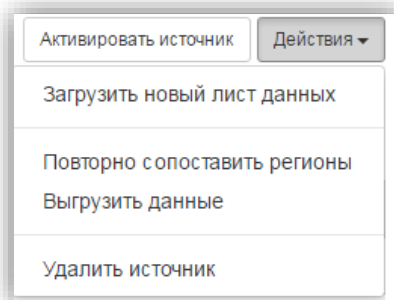 Активировать источник Действия
Загрузить новый лист данных
Повторно сопоставить регионы
Выгрузить данные
Удалить источник